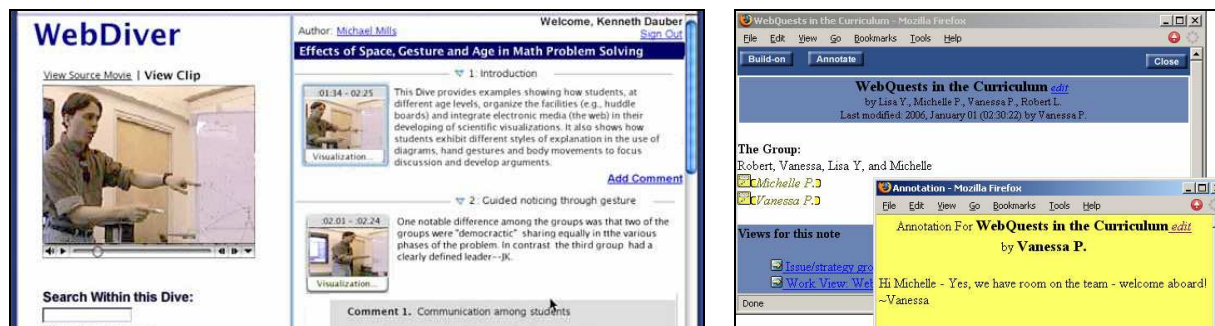 WebDiver
View Source Movie | View Clip
Search Within this Dive:
Welcome, Kenneth Dauber
Author: Michael Mills
Sign Out
Effects of Space, Gesture and Age in Math Problem Solving
1: Introduction
01:34 - 02:25
Visualization...
This Dive provides examples showing how students, at
different age levels, organize the facilities (e.g., huddle
boards) and integrate electronic media (the web) in their
developing of scientific visualizations. It also shows how
students exhibit different styles of explanation in the use of
diagrams, hand gestures and body movements to focus
discussion and develop arguments.
Add Comment
2: Guided noticing through gesture
02.01 - 02.24
Visualization...
One notable difference among the groups was that two of the
groups were "democractic" sharing equally in tthe various
phases of the problem. In contrast the third group had a
clearly defined leader--JK.
Comment 1. Communication among students
WebQuests in the Curriculum - Mozilla Firefox
File Edit View Go Bookmarks Tools Help
Build-on Annotate Close
WebQuests in the Curriculum edit
by Lisa Y., Michelle P., Vanessa P., Robert L.
Last modified: 2006, January 01 (02:30:22) by Vanessa P.
The Group:
Robert, Vanessa, Lisa Y, and Michelle
Michelle P.
Vanessa P.
Views for this note
Issue/strategy gro
Work View: Web
Done
Annotation - Mozilla Firefox
File Edit View Go Bookmarks Tools Help
Annotation For WebQuests in the Curriculum edit
by Vanessa P.
Hi Michelle - Yes, we have room on the team - welcome aboard!
~Vanessa